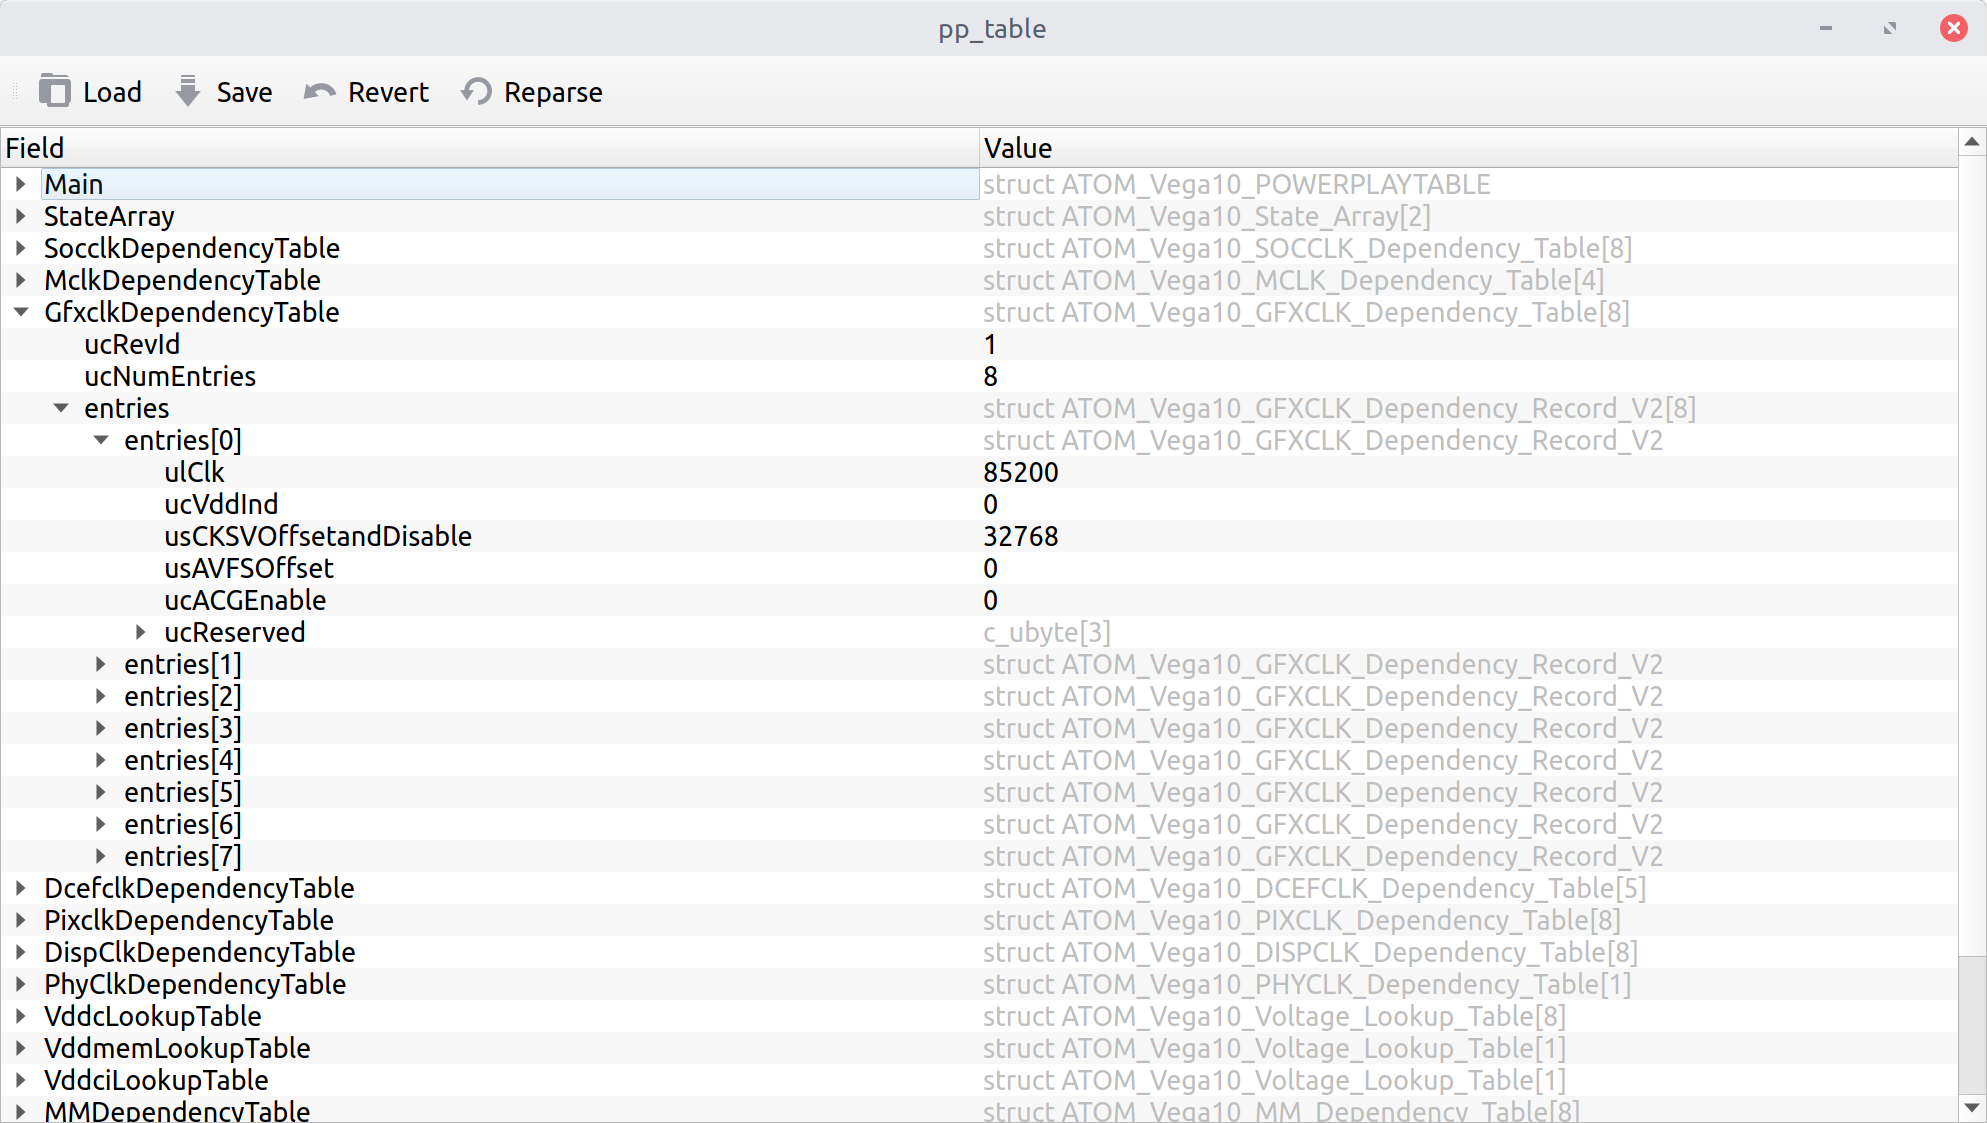 pp_table
Load Save Revert Reparse
Field Value
Main struct ATOM_Vega10_POWERPLAYTABLE
StateArray struct ATOM_Vega10_State_Array[2]
SocclkDependencyTable struct ATOM_Vega10_SOCCLK_Dependency_Table[8]
MclkDependencyTable struct ATOM_Vega10_MCLK_Dependency_Table[4]
GfxclkDependencyTable struct ATOM_Vega10_GFXCLK_Dependency_Table[8]
ucRevId 1
ucNumEntries 8
entries struct ATOM_Vega10_GFXCLK_Dependency_Record_V2[8]
entries[0] struct ATOM_Vega10_GFXCLK_Dependency_Record_V2
ulClk 85200
ucVddInd 0
usCKSVOffsetandDisable 32768
usAVFSOffset 0
ucACGEnable 0
ucReserved c_ubyte[3]
entries[1] struct ATOM_Vega10_GFXCLK_Dependency_Record_V2
entries[2] struct ATOM_Vega10_GFXCLK_Dependency_Record_V2
entries[3] struct ATOM_Vega10_GFXCLK_Dependency_Record_V2
entries[4] struct ATOM_Vega10_GFXCLK_Dependency_Record_V2
entries[5] struct ATOM_Vega10_GFXCLK_Dependency_Record_V2
entries[6] struct ATOM_Vega10_GFXCLK_Dependency_Record_V2
entries[7] struct ATOM_Vega10_GFXCLK_Dependency_Record_V2
DcefclkDependencyTable struct ATOM_Vega10_DCEFCLK_Dependency_Table[5]
PixclkDependencyTable struct ATOM_Vega10_PIXCLK_Dependency_Table[8]
DispClkDependencyTable struct ATOM_Vega10_DISPCLK_Dependency_Table[8]
PhyClkDependencyTable struct ATOM_Vega10_PHYCLK_Dependency_Table[1]
VddcLookupTable struct ATOM_Vega10_Voltage_Lookup_Table[8]
VddmemLookupTable struct ATOM_Vega10_Voltage_Lookup_Table[1]
VddciLookupTable struct ATOM_Vega10_Voltage_Lookup_Table[1]
MMDependencyTable struct ATOM_Vega10_MM_Dependency_Table[8]